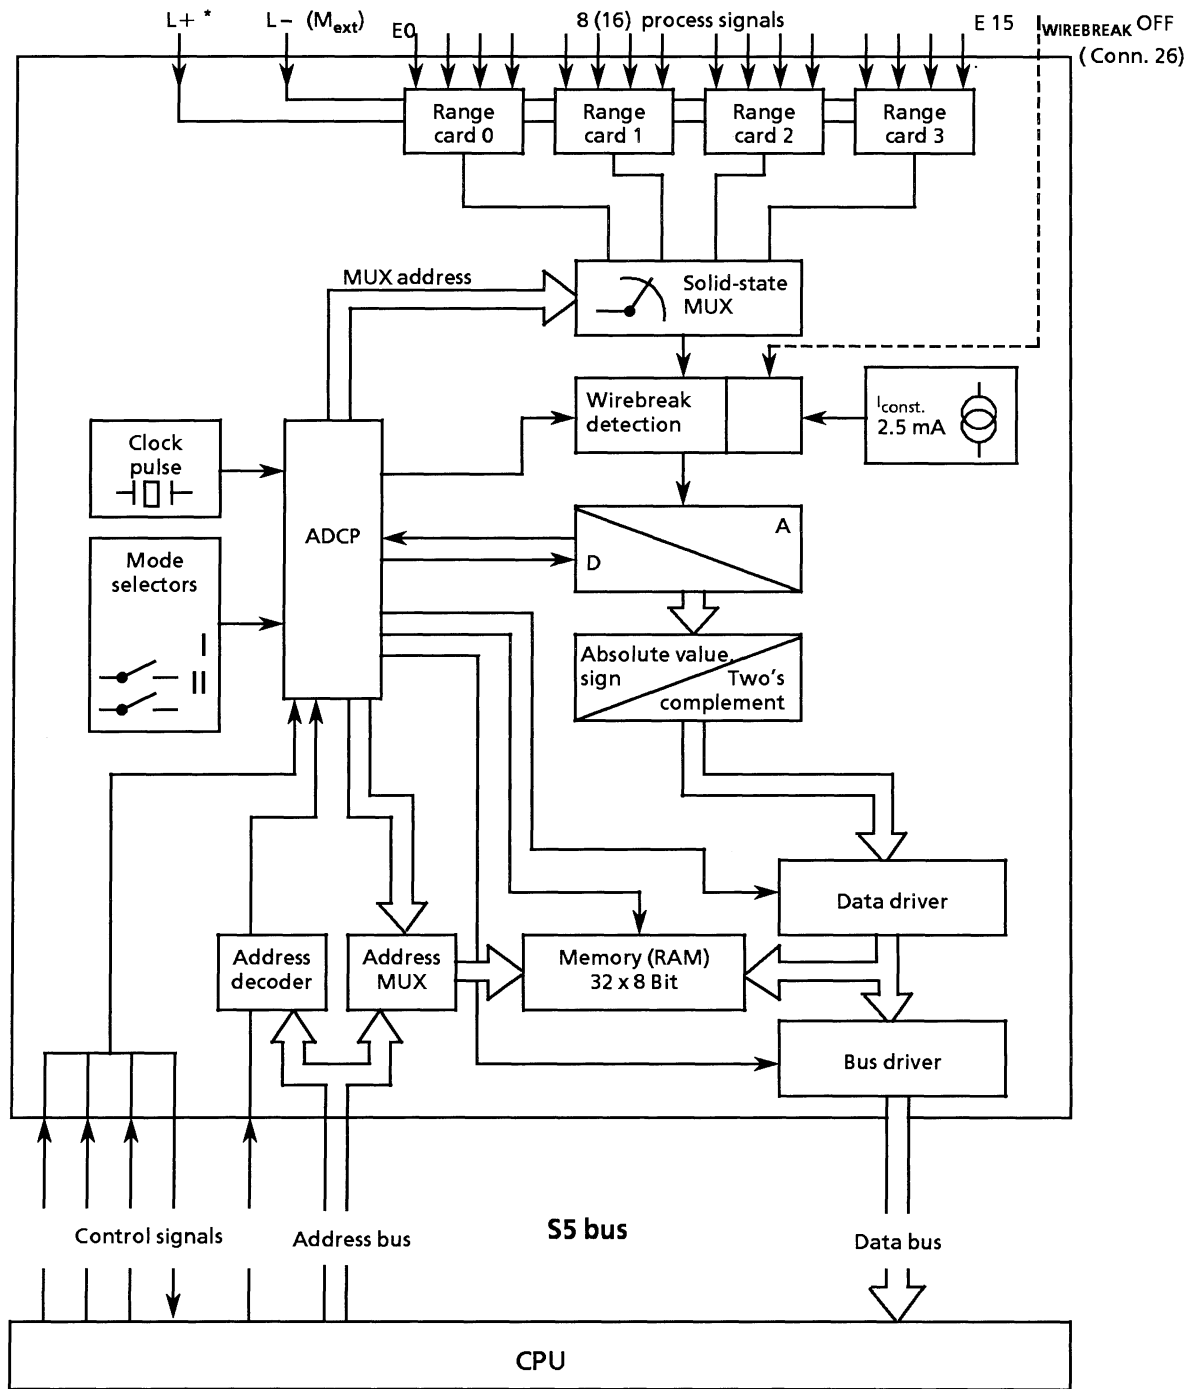 L+ *
L– (Mext)
E0
8 (16) process signals
E 15
WIREBREAK OFF
(Conn. 26)
Range
card 0
Range
card 1
Range
card 2
Range
card 3
MUX address
Solid-state
MUX
Wirebreak
detection
Iconst.
2.5 mA
Clock
pulse
ADCP
A
D
Mode
selectors
I
II
Absolute value,
sign
Two's
complement
Data driver
Address
decoder
Address
MUX
Memory (RAM)
32 x 8 Bit
Bus driver
Control signals
Address bus
S5 bus
Data bus
CPU